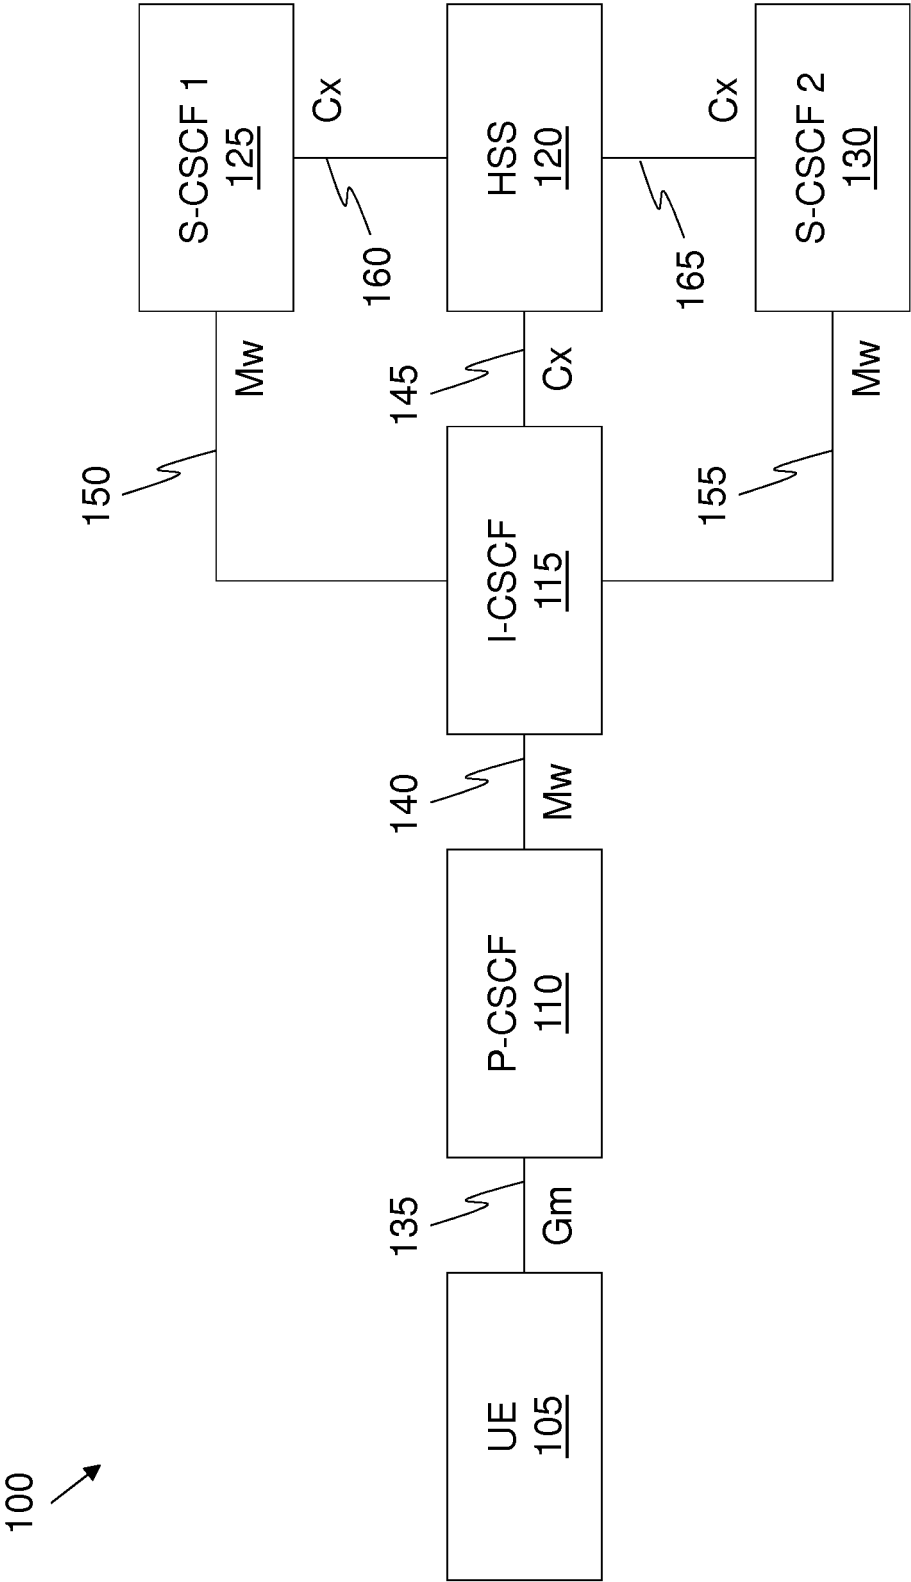 100
UE
105
135
Gm
P-CSCF
110
140
Mw
I-CSCF
115
150
Mw
145
Cx
155
Mw
S-CSCF 1
125
160
Cx
HSS
120
165
Cx
S-CSCF 2
130